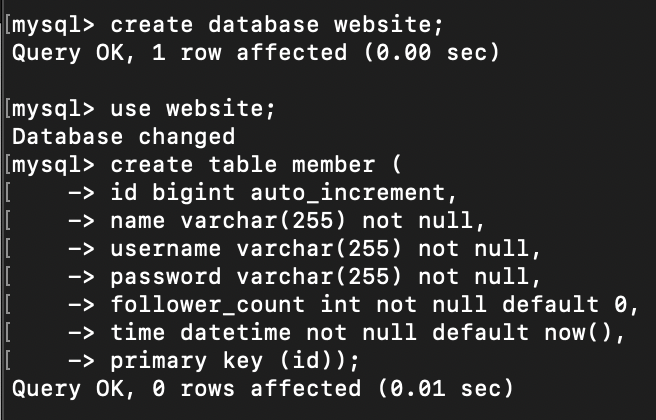 [mysql> create database website;
Query OK, 1 row affected (0.00 sec)
[mysql> use website;
Database changed
[mysql> create table member (
[    -> id bigint auto_increment,
[    -> name varchar(255) not null,
[    -> username varchar(255) not null,
[    -> password varchar(255) not null,
[    -> follower_count int not null default 0,
[    -> time datetime not null default now(),
[    -> primary key (id));
Query OK, 0 rows affected (0.01 sec)